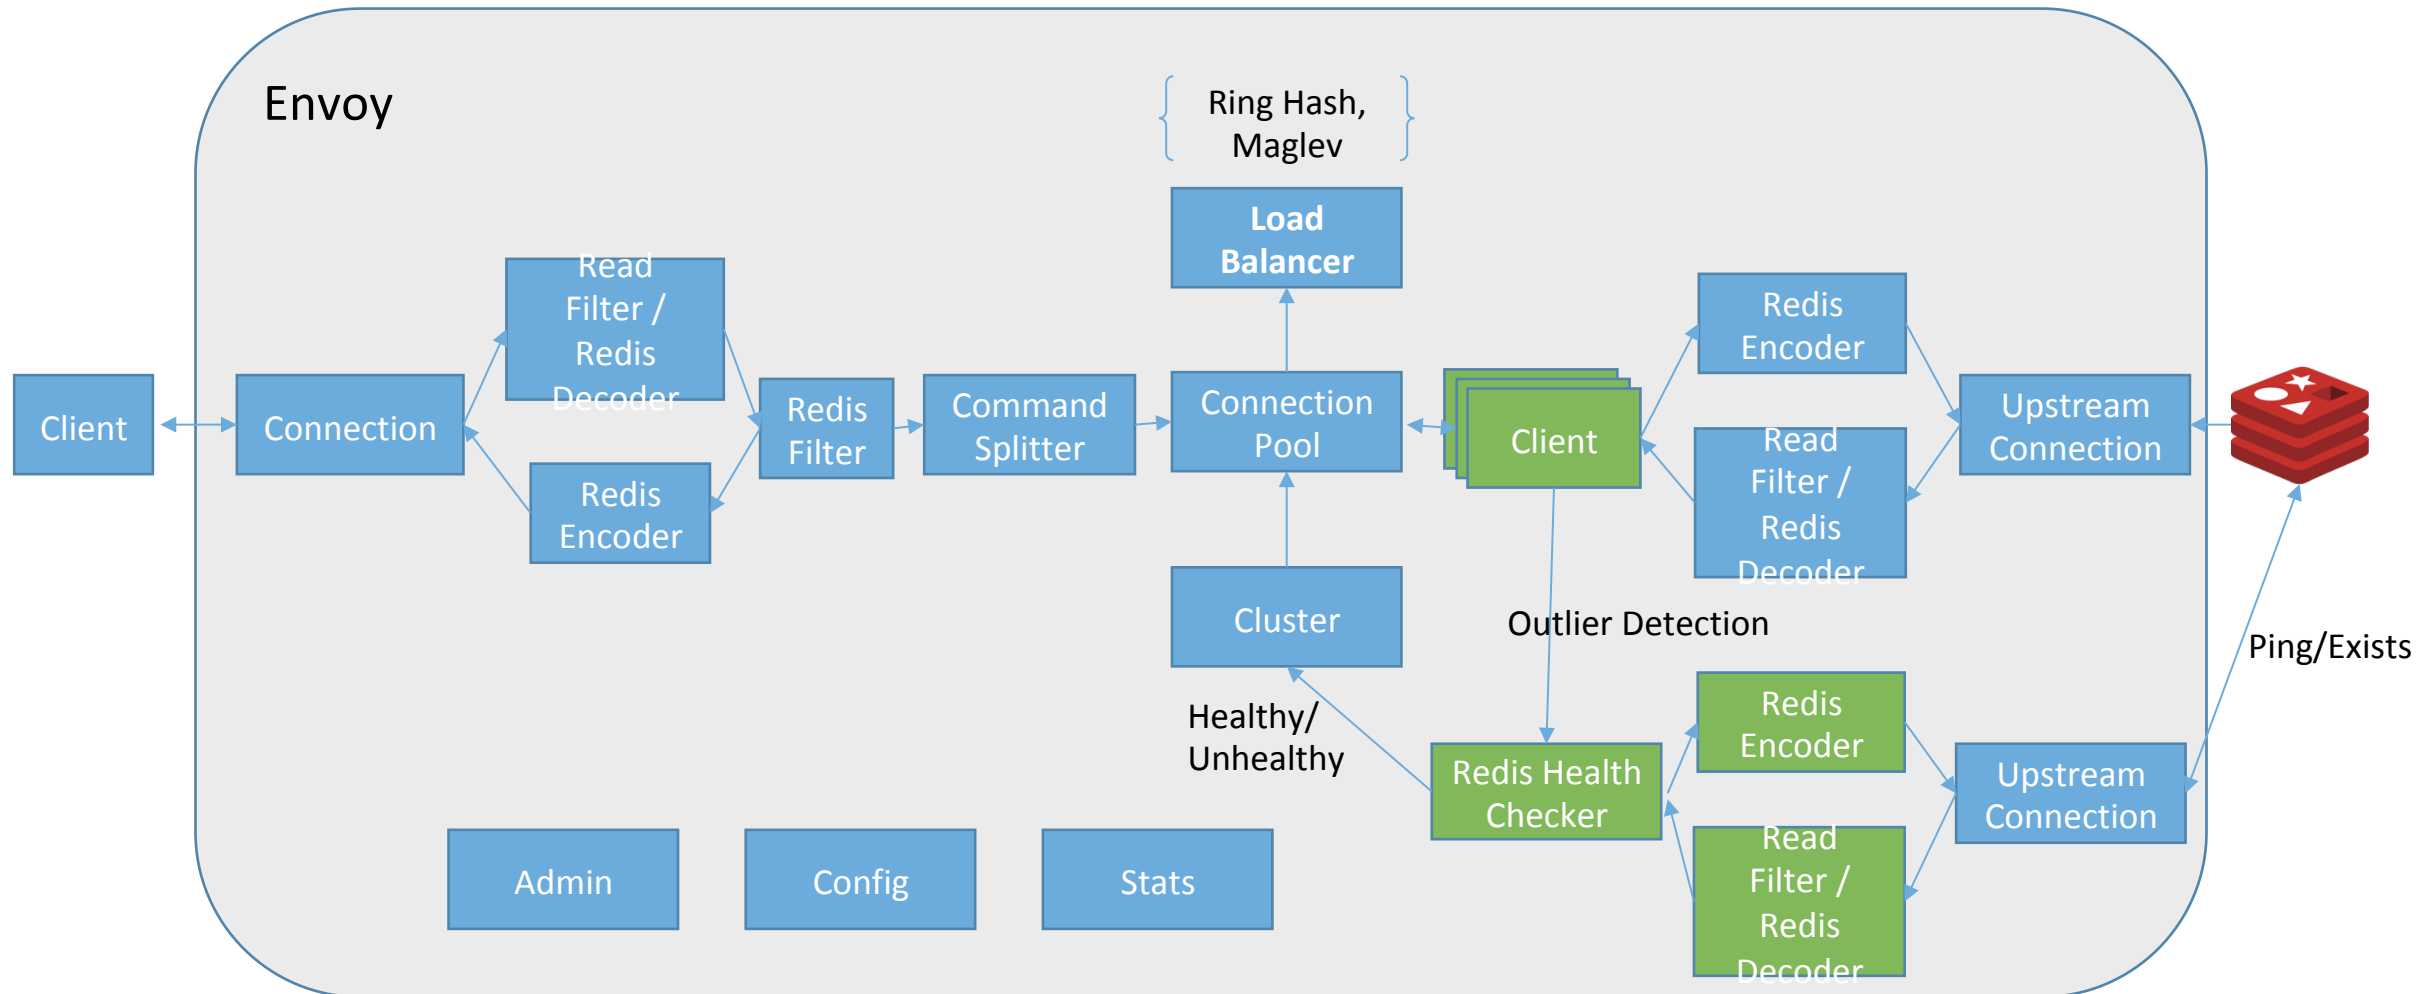 Envoy
Ring Hash,
Maglev
Load
Balancer
Read
Filter /
Redis
Decoder
Redis
Encoder
Client
Connection
Redis
Filter
Command
Splitter
Connection
Pool
Client
Upstream
Connection
Read
Filter /
Redis
Decoder
Redis
Encoder
Cluster
Outlier Detection
Ping/Exists
Healthy/
Unhealthy
Redis
Encoder
Redis Health
Checker
Upstream
Connection
Read
Filter /
Redis
Decoder
Admin
Config
Stats